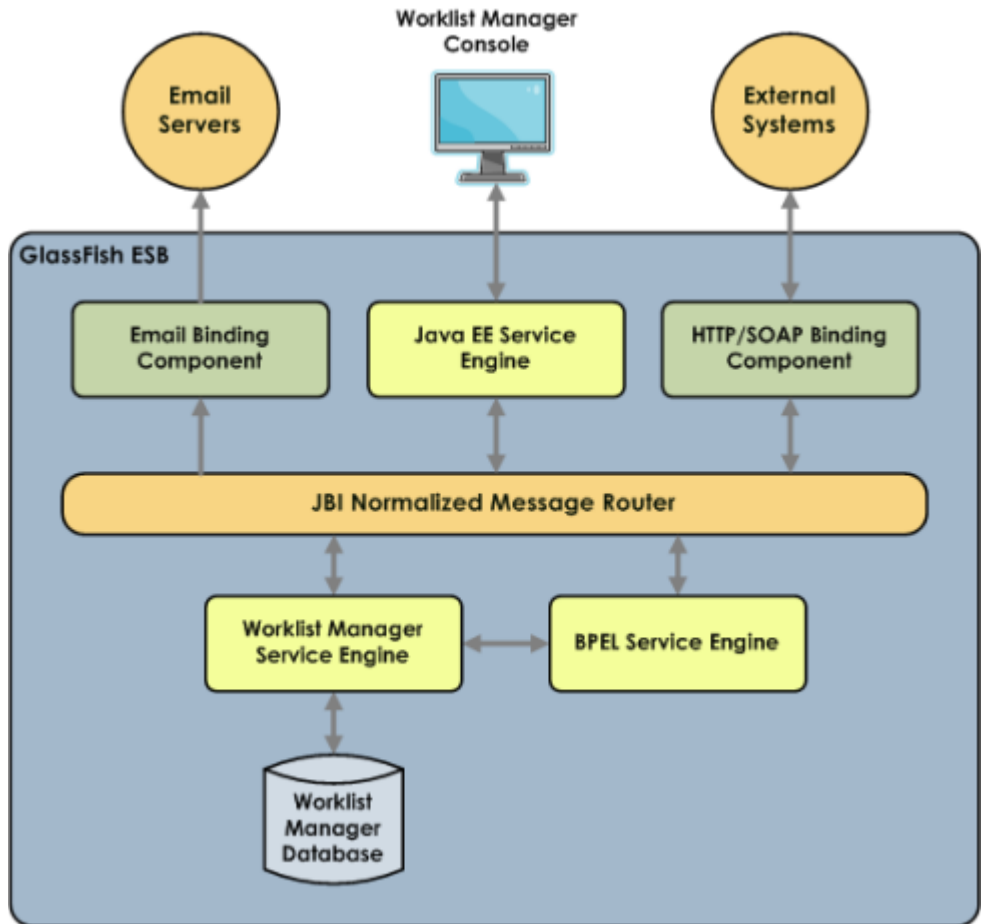 Worklist Manager
Console
Email
Servers
External
Systems
GlassFish ESB
Email Binding
Component
Java EE Service
Engine
HTTP/SOAP Binding
Component
JBI Normalized Message Router
Worklist Manager
Service Engine
BPEL Service Engine
Worklist
Manager
Database